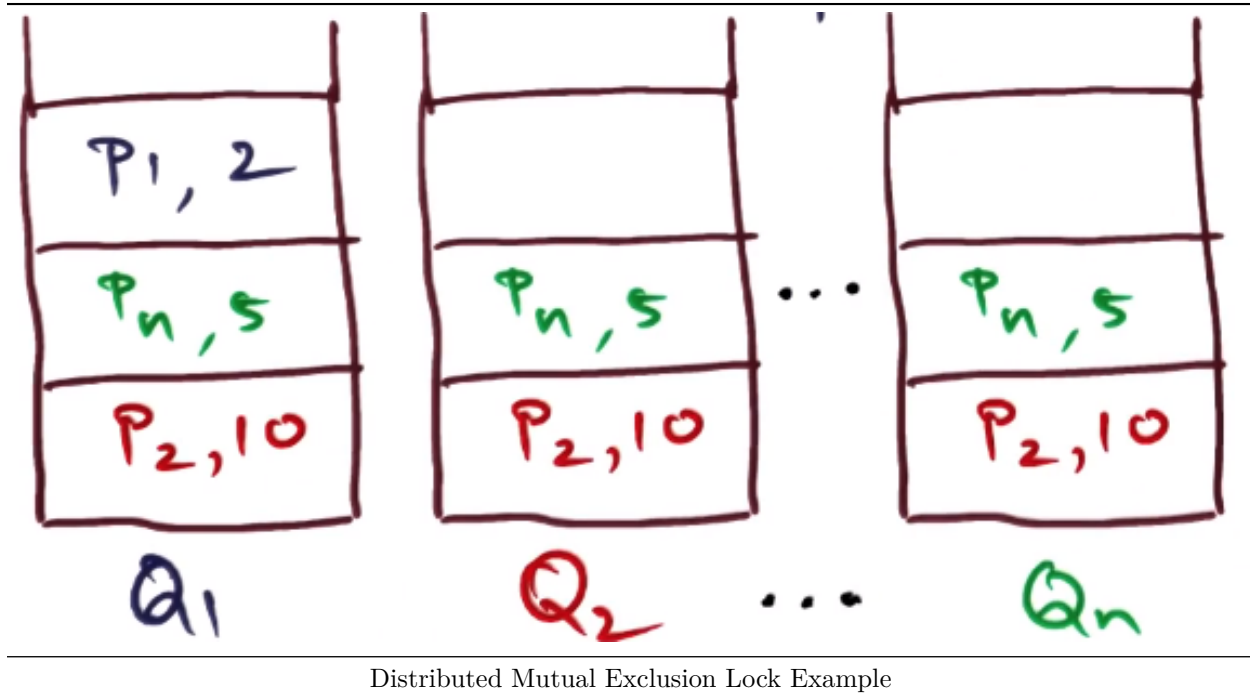 P1, 2
Pn, 5 Pn, 5 ... Pn, 5
P2, 10 P2, 10 P2, 10
Q1 Q2 ... Qn
Distributed Mutual Exclusion Lock Example